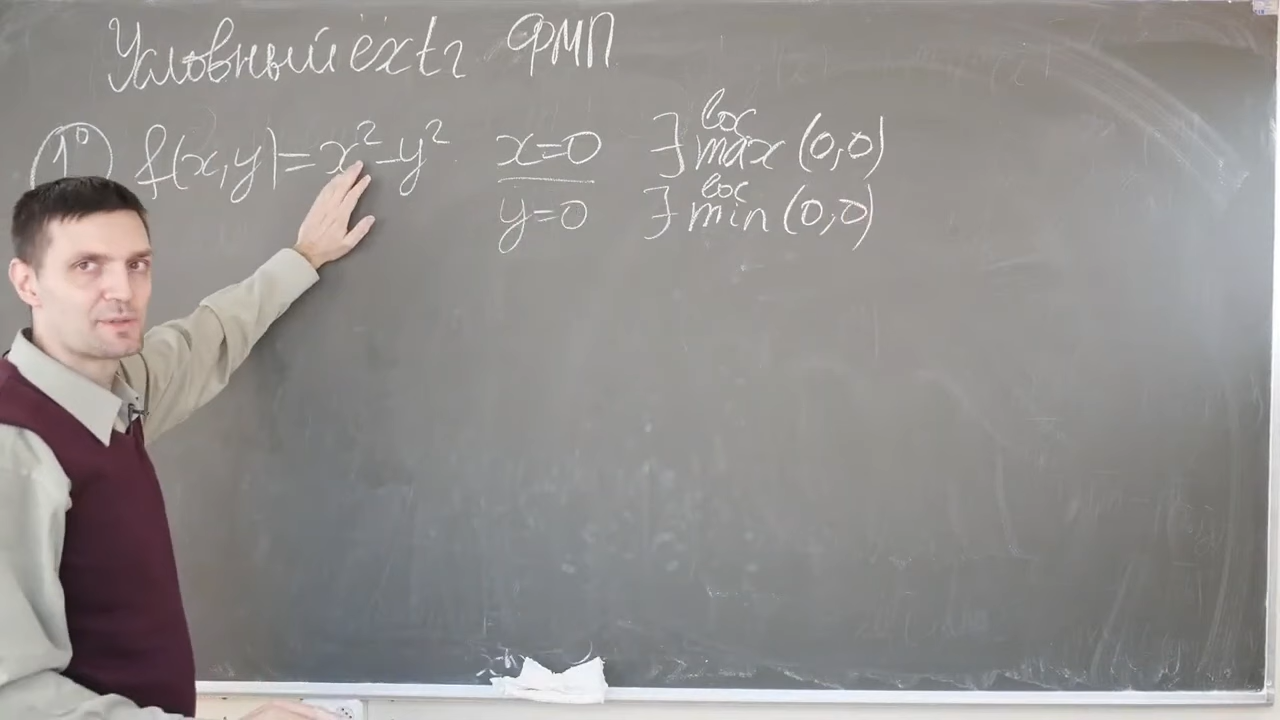 Условный extr ФМП
1° f(x,y)=x²-y² x=0 ∃ loc max (0,0)
y=0 ∃ loc min (0,0)